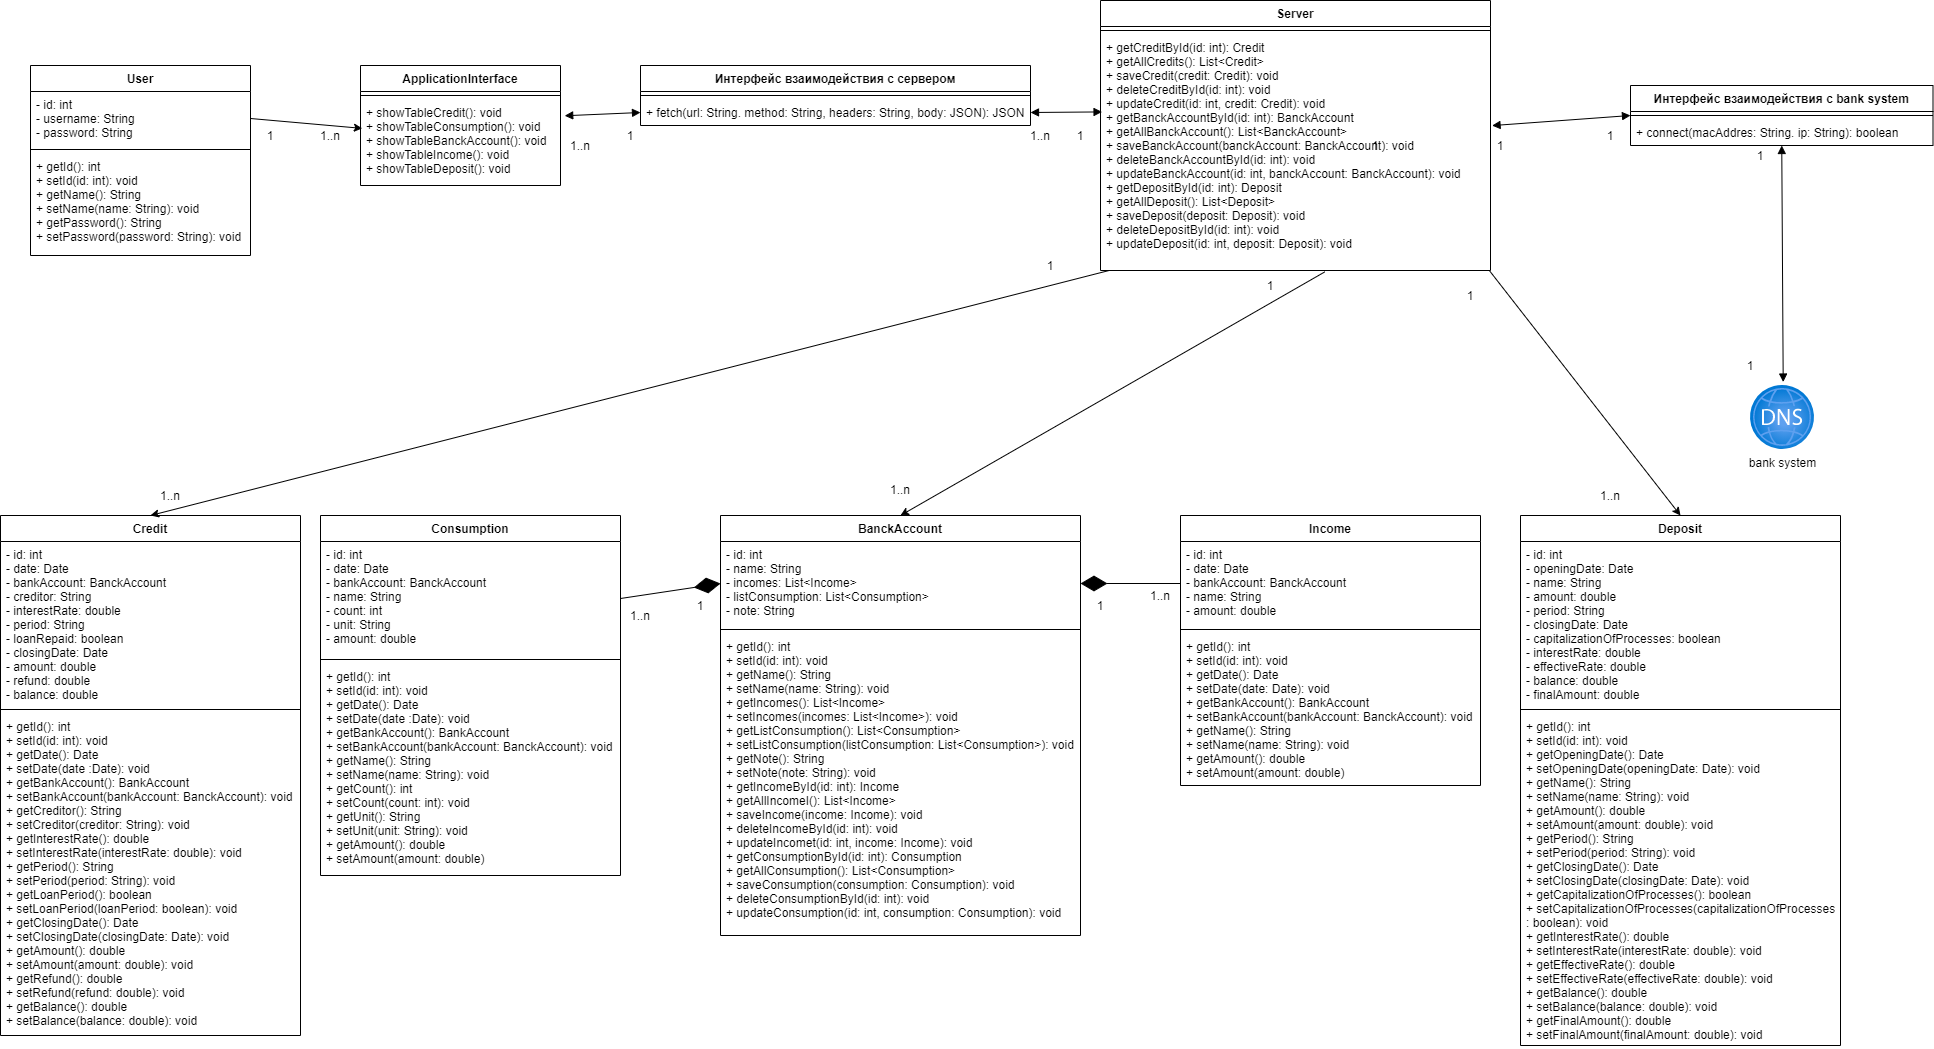 User
- id: int
- username: String
- password: String
+ getId(): int
+ setId(id: int): void
+ getName(): String
+ setName(name: String): void
+ getPassword(): String
+ setPassword(password: String): void
1
1..n
ApplicationInterface
+ showTableCredit(): void
+ showTableConsumption(): void
+ showTableBanckAccount(): void
+ showTableIncome(): void
+ showTableDeposit(): void
1..n
1
Интерфейс взаимодействия с сервером
+ fetch(url: String. method: String, headers: String, body: JSON): JSON
1..n
1
Server
+ getCreditById(id: int): Credit
+ getAllCredits(): List<Credit>
+ saveCredit(credit: Credit): void
+ deleteCreditById(id: int): void
+ updateCredit(id: int, credit: Credit): void
+ getBanckAccountById(id: int): BanckAccount
+ getAllBanckAccount(): List<BanckAccount>
+ saveBanckAccount(banckAccount: BanckAccount): void
1
+ deleteBanckAccountById(id: int): void
+ updateBanckAccount(id: int, banckAccount: BanckAccount): void
+ getDepositById(id: int): Deposit
+ getAllDeposit(): List<Deposit>
+ saveDeposit(deposit: Deposit): void
+ deleteDepositById(id: int): void
+ updateDeposit(id: int, deposit: Deposit): void
1
1
Интерфейс взаимодействия с bank system
+ connect(macAddres: String. ip: String): boolean
1
1
DNS
bank system
1
1
1
1..n
1..n
1..n
Credit
- id: int
- date: Date
- bankAccount: BanckAccount
- creditor: String
- interestRate: double
- period: String
- loanRepaid: boolean
- closingDate: Date
- amount: double
- refund: double
- balance: double
+ getId(): int
+ setId(id: int): void
+ getDate(): Date
+ setDate(date :Date): void
+ getBankAccount(): BankAccount
+ setBankAccount(bankAccount: BanckAccount): void
+ getCreditor(): String
+ setCreditor(creditor: String): void
+ getInterestRate(): double
+ setInterestRate(interestRate: double): void
+ getPeriod(): String
+ setPeriod(period: String): void
+ getLoanPeriod(): boolean
+ setLoanPeriod(loanPeriod: boolean): void
+ getClosingDate(): Date
+ setClosingDate(closingDate: Date): void
+ getAmount(): double
+ setAmount(amount: double): void
+ getRefund(): double
+ setRefund(refund: double): void
+ getBalance(): double
+ setBalance(balance: double): void
Consumption
- id: int
- date: Date
- bankAccount: BanckAccount
- name: String
- count: int
- unit: String
- amount: double
+ getId(): int
+ setId(id: int): void
+ getDate(): Date
+ setDate(date :Date): void
+ getBankAccount(): BankAccount
+ setBankAccount(bankAccount: BanckAccount): void
+ getName(): String
+ setName(name: String): void
+ getCount(): int
+ setCount(count: int): void
+ getUnit(): String
+ setUnit(unit: String): void
+ getAmount(): double
+ setAmount(amount: double)
1..n
1
BanckAccount
- id: int
- name: String
- incomes: List<Income>
- listConsumption: List<Consumption>
- note: String
+ getId(): int
+ setId(id: int): void
+ getName(): String
+ setName(name: String): void
+ getIncomes(): List<Income>
+ setIncomes(incomes: List<Income>): void
+ getListConsumption(): List<Consumption>
+ setListConsumption(listConsumption: List<Consumption>): void
+ getNote(): String
+ setNote(note: String): void
+ getIncomeById(id: int): Income
+ getAllIncomel(): List<Income>
+ saveIncome(income: Income): void
+ deleteIncomeById(id: int): void
+ updateIncomet(id: int, income: Income): void
+ getConsumptionById(id: int): Consumption
+ getAllConsumption(): List<Consumption>
+ saveConsumption(consumption: Consumption): void
+ deleteConsumptionById(id: int): void
+ updateConsumption(id: int, consumption: Consumption): void
1
1..n
Income
- id: int
- date: Date
- bankAccount: BanckAccount
- name: String
- amount: double
+ getId(): int
+ setId(id: int): void
+ getDate(): Date
+ setDate(date: Date): void
+ getBankAccount(): BankAccount
+ setBankAccount(bankAccount: BanckAccount): void
+ getName(): String
+ setName(name: String): void
+ getAmount(): double
+ setAmount(amount: double)
Deposit
- id: int
- openingDate: Date
- name: String
- amount: double
- period: String
- closingDate: Date
- capitalizationOfProcesses: boolean
- interestRate: double
- effectiveRate: double
- balance: double
- finalAmount: double
+ getId(): int
+ setId(id: int): void
+ getOpeningDate(): Date
+ setOpeningDate(openingDate: Date): void
+ getName(): String
+ setName(name: String): void
+ getAmount(): double
+ setAmount(amount: double): void
+ getPeriod(): String
+ setPeriod(period: String): void
+ getClosingDate(): Date
+ setClosingDate(closingDate: Date): void
+ getCapitalizationOfProcesses(): boolean
+ setCapitalizationOfProcesses(capitalizationOfProcesses
: boolean): void
+ getInterestRate(): double
+ setInterestRate(interestRate: double): void
+ getEffectiveRate(): double
+ setEffectiveRate(effectiveRate: double): void
+ getBalance(): double
+ setBalance(balance: double): void
+ getFinalAmount(): double
+ setFinalAmount(finalAmount: double): void